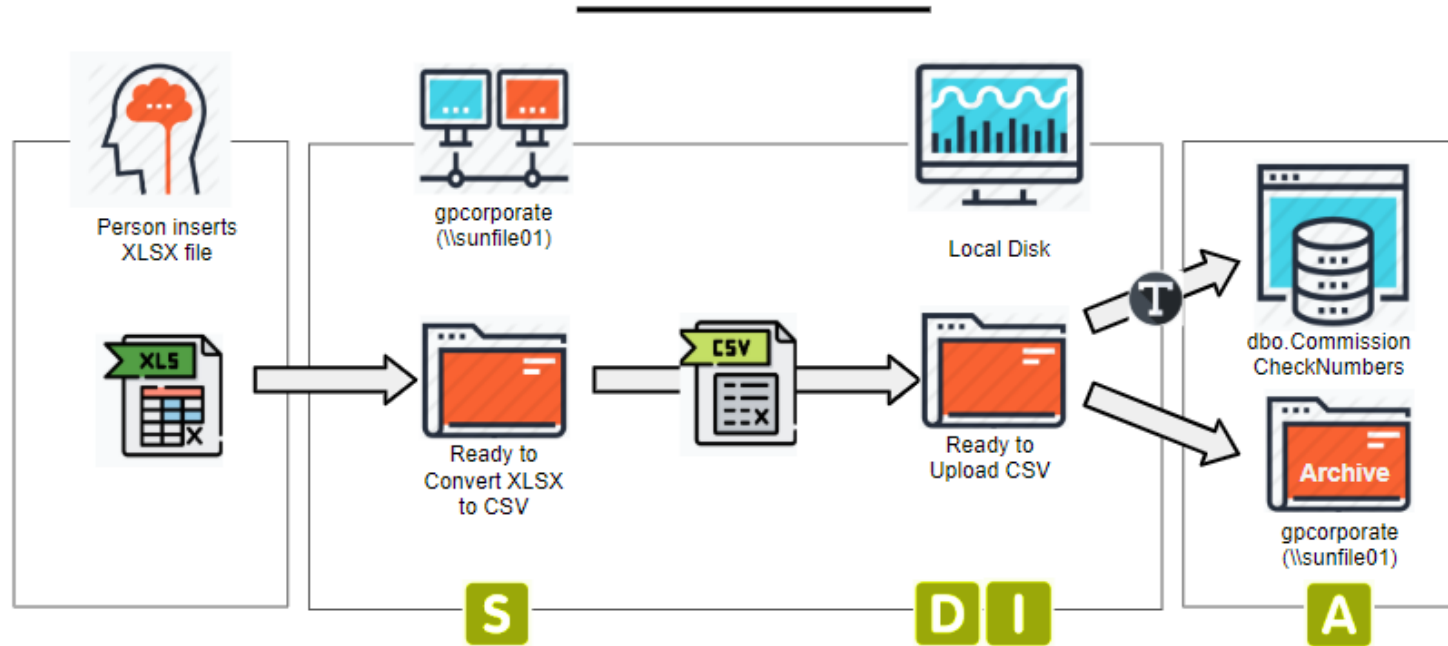 Person inserts
XLSX file
XLS
X
gpcorporate
(\\sunfile01)
Ready to
Convert XLSX
to CSV
CSV
X
Local Disk
Ready to
Upload CSV
T
dbo.Commission
CheckNumbers
Archive
gpcorporate
(\\sunfile01)
S
D I
A